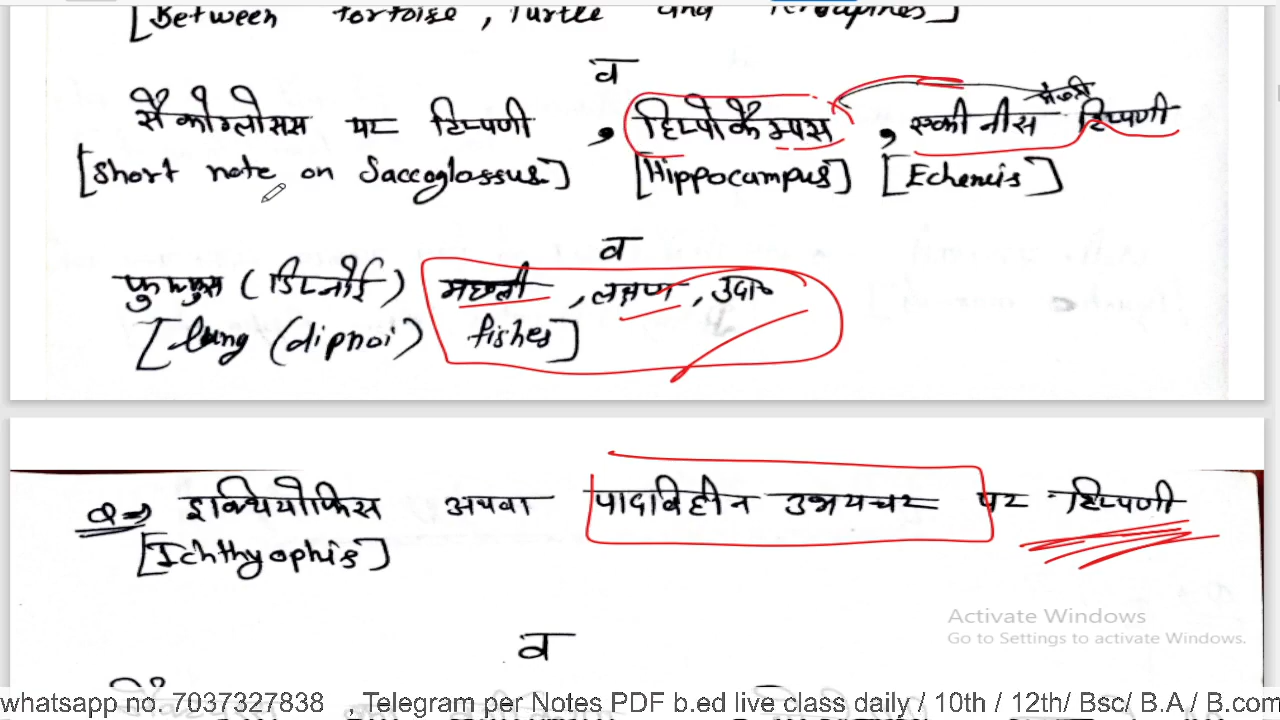 [Between Tortoise, Turtle and
व
सैकोग्लोसस पर टिप्पणी , हिप्पोकैम्पस , एकीनीस टिप्पणी
[Short note on Saccoglossus] [Hippocampus] [Echeneis]
व
फुफ्फुस (डिप्नोई) मछली , लक्षण , उदा०
[lung (dipnoi) fishes]
Q=> इक्थियोफिस अथवा पादविहीन उभयचर पर टिप्पणी
[Ichthyophis]
व
Activate Windows
Go to Settings to activate Windows.
whatsapp no. 7037327838 , Telegram per Notes PDF b.ed live class daily / 10th / 12th/ Bsc/ B.A / B.com